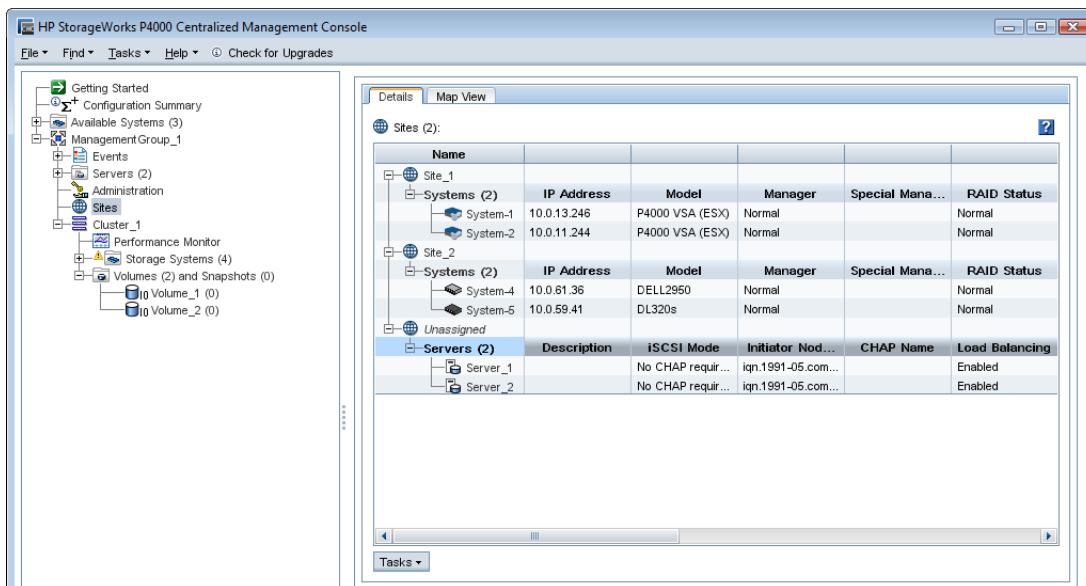 HP StorageWorks P4000 Centralized Management Console
File Find Tasks Help Check for Upgrades
Getting Started
Configuration Summary
Available Systems (3)
ManagementGroup_1
Events
Servers (2)
Administration
Sites
Cluster_1
Performance Monitor
Storage Systems (4)
Volumes (2) and Snapshots (0)
Volume_1 (0)
Volume_2 (0)
Details Map View
Sites (2):
Name
Site_1
Systems (2) IP Address Model Manager Special Mana... RAID Status
System-1 10.0.13.246 P4000 VSA (ESX) Normal Normal
System-2 10.0.11.244 P4000 VSA (ESX) Normal Normal
Site_2
Systems (2) IP Address Model Manager Special Mana... RAID Status
System-4 10.0.61.36 DELL2950 Normal Normal
System-5 10.0.59.41 DL320s Normal Normal
Unassigned
Servers (2) Description iSCSI Mode Initiator Nod... CHAP Name Load Balancing
Server_1 No CHAP requir... iqn.1991-05.com... Enabled
Server_2 No CHAP requir... iqn.1991-05.com... Enabled
Tasks